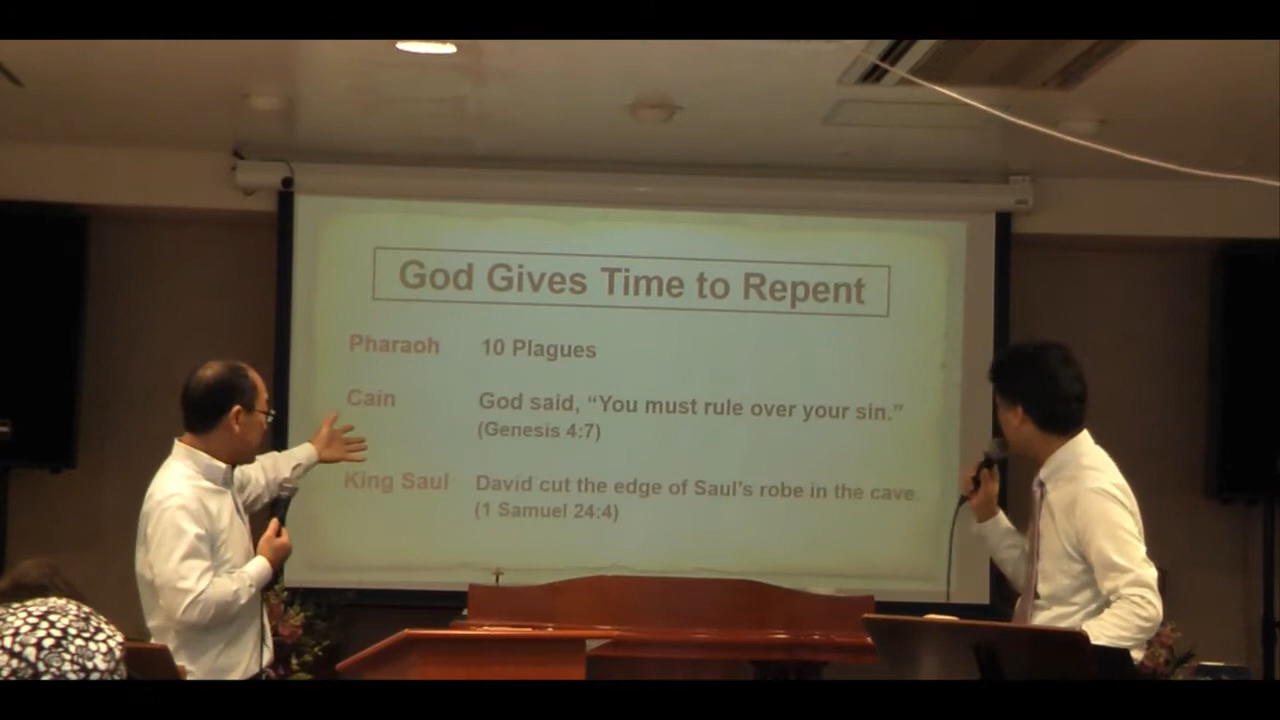 God Gives Time to Repent
Pharaoh 10 Plagues
Cain God said, “You must rule over your sin.”
(Genesis 4:7)
King Saul David cut the edge of Saul’s robe in the cave.
(1 Samuel 24:4)